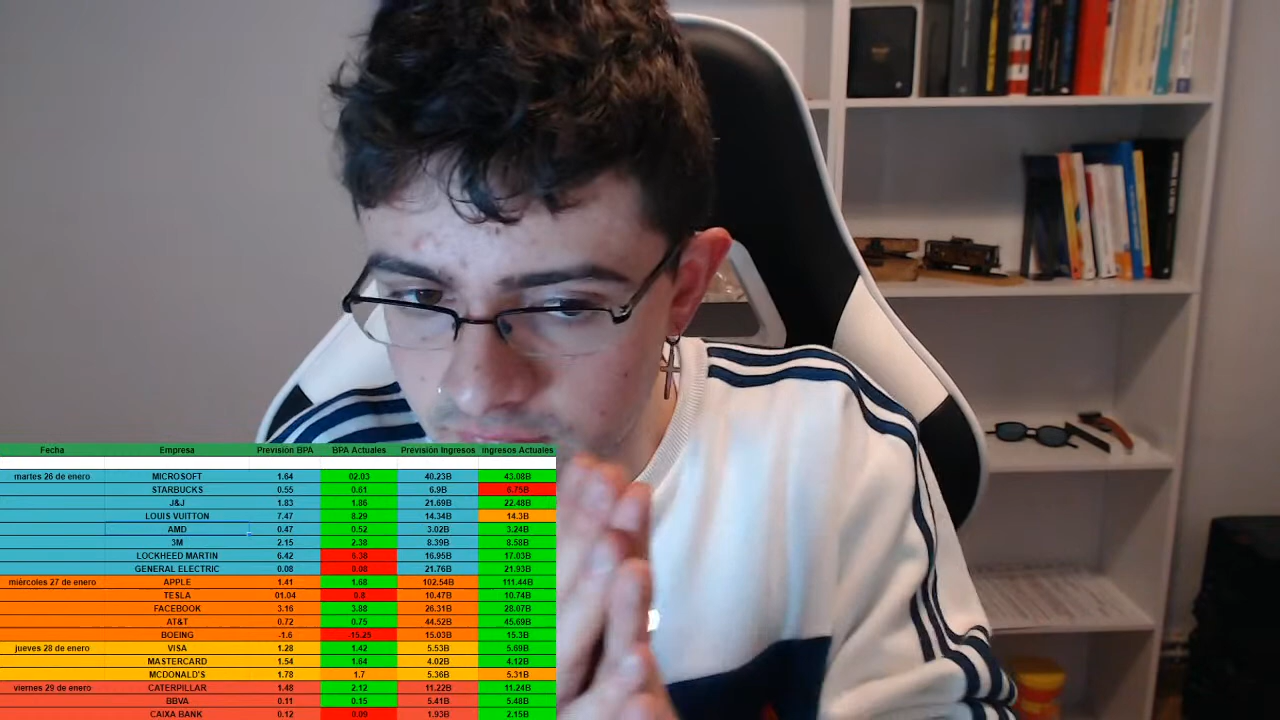 Fecha Empresa Previsión BPA BPA Actuales Previsión Ingresos Ingresos Actuales
martes 26 de enero MICROSOFT 1.64 02.03 40.23B 43.08B
STARBUCKS 0.55 0.61 6.9B 6.75B
J&J 1.83 1.86 21.69B 22.48B
LOUIS VUITTON 7.47 8.29 14.34B 14.3B
AMD 0.47 0.52 3.02B 3.24B
3M 2.15 2.38 8.39B 8.58B
LOCKHEED MARTIN 6.42 6.38 16.95B 17.03B
GENERAL ELECTRIC 0.08 0.08 21.76B 21.93B
miércoles 27 de enero APPLE 1.41 1.68 102.54B 111.44B
TESLA 01.04 0.8 10.47B 10.74B
FACEBOOK 3.16 3.88 26.31B 28.07B
AT&T 0.72 0.75 44.52B 45.69B
BOEING -1.6 -15.25 15.03B 15.3B
jueves 28 de enero VISA 1.28 1.42 5.53B 5.69B
MASTERCARD 1.54 1.64 4.02B 4.12B
MCDONALD'S 1.78 1.7 5.36B 5.31B
viernes 29 de enero CATERPILLAR 1.48 2.12 11.22B 11.24B
BBVA 0.11 0.15 5.41B 5.48B
CAIXA BANK 0.12 0.09 1.93B 2.15B